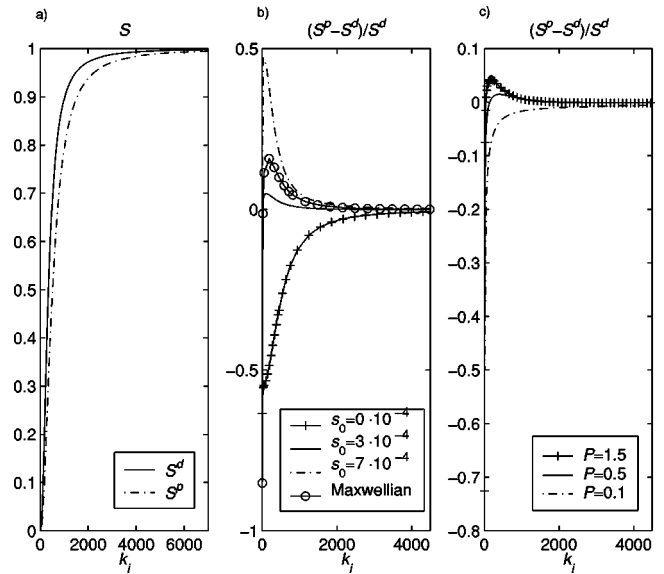 a)
S
1
0.9
0.8
0.7
0.6
0.5
0.4
0.3
0.2
0.1
0
0 2000 4000 6000
k_i
S^d
S^p
b)
(S^p−S^d)/S^d
0.5
0
−0.5
−1
0 2000 4000
k_i
s_0=0 ·10^−4
s_0=3 ·10^−4
s_0=7 ·10^−4
Maxwellian
c)
(S^p−S^d)/S^d
0.1
0
−0.1
−0.2
−0.3
−0.4
−0.5
−0.6
−0.7
−0.8
0 2000 4000
k_i
P=1.5
P=0.5
P=0.1